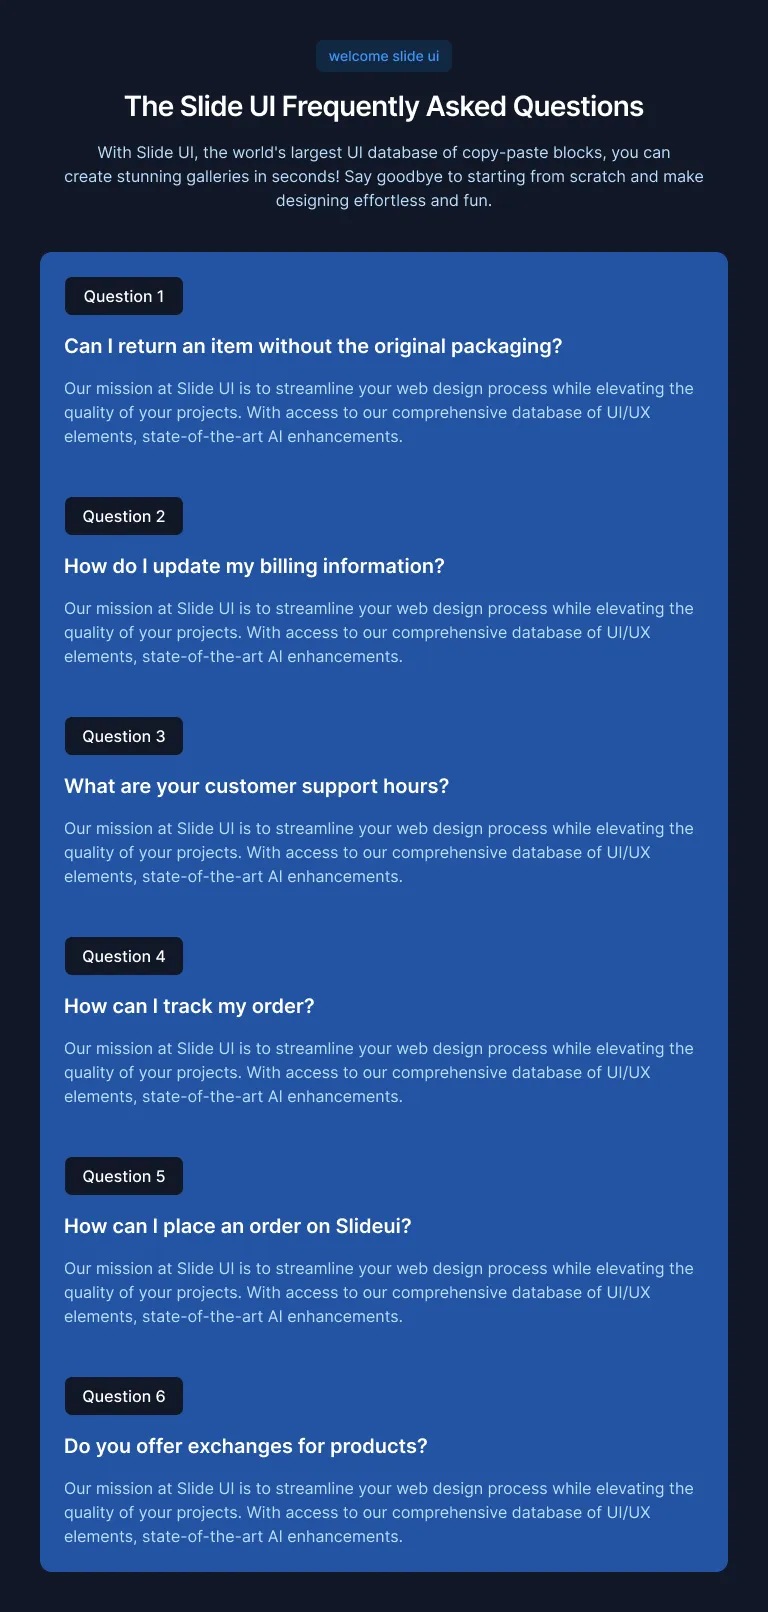 welcome slide ui
The Slide UI Frequently Asked Questions
With Slide UI, the world's largest UI database of copy-paste blocks, you can
create stunning galleries in seconds! Say goodbye to starting from scratch and make
designing effortless and fun.
Question 1
Can I return an item without the original packaging?
Our mission at Slide UI is to streamline your web design process while elevating the
quality of your projects. With access to our comprehensive database of UI/UX
elements, state-of-the-art AI enhancements.
Question 2
How do I update my billing information?
Our mission at Slide UI is to streamline your web design process while elevating the
quality of your projects. With access to our comprehensive database of UI/UX
elements, state-of-the-art AI enhancements.
Question 3
What are your customer support hours?
Our mission at Slide UI is to streamline your web design process while elevating the
quality of your projects. With access to our comprehensive database of UI/UX
elements, state-of-the-art AI enhancements.
Question 4
How can I track my order?
Our mission at Slide UI is to streamline your web design process while elevating the
quality of your projects. With access to our comprehensive database of UI/UX
elements, state-of-the-art AI enhancements.
Question 5
How can I place an order on Slideui?
Our mission at Slide UI is to streamline your web design process while elevating the
quality of your projects. With access to our comprehensive database of UI/UX
elements, state-of-the-art AI enhancements.
Question 6
Do you offer exchanges for products?
Our mission at Slide UI is to streamline your web design process while elevating the
quality of your projects. With access to our comprehensive database of UI/UX
elements, state-of-the-art AI enhancements.